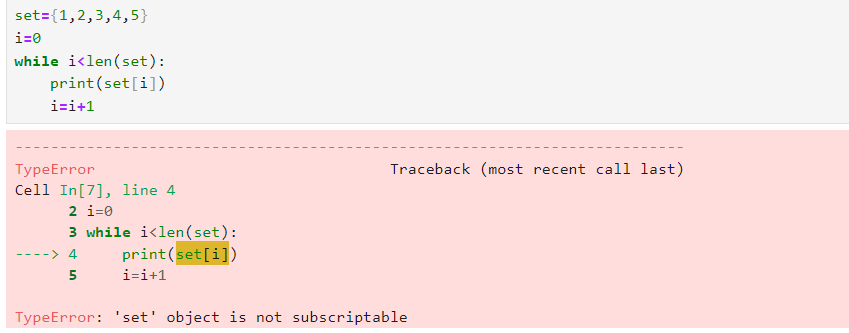 set={1,2,3,4,5}
i=0
while i<len(set):
    print(set[i])
    i=i+1
---------------------------------------------------------------------------
TypeError                                 Traceback (most recent call last)
Cell In[7], line 4
      2 i=0
      3 while i<len(set):
----> 4     print(set[i])
      5     i=i+1
TypeError: 'set' object is not subscriptable